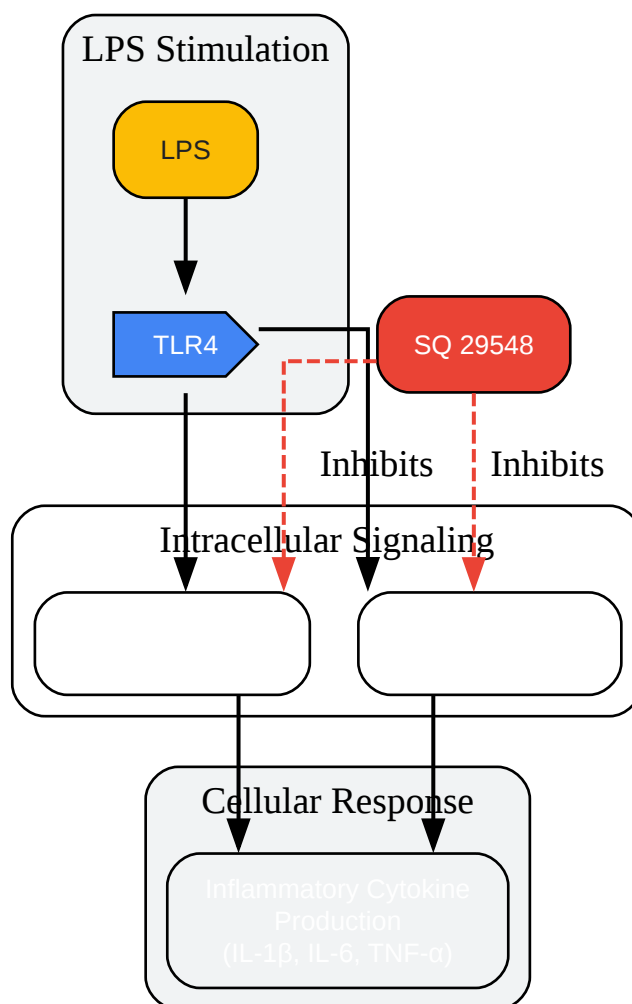 LPS Stimulation
LPS
TLR4
SQ 29548
Inhibits
Inhibits
Intracellular Signaling
Cellular Response
Inflammatory Cytokine
Production
(IL-1β, IL-6, TNF-α)